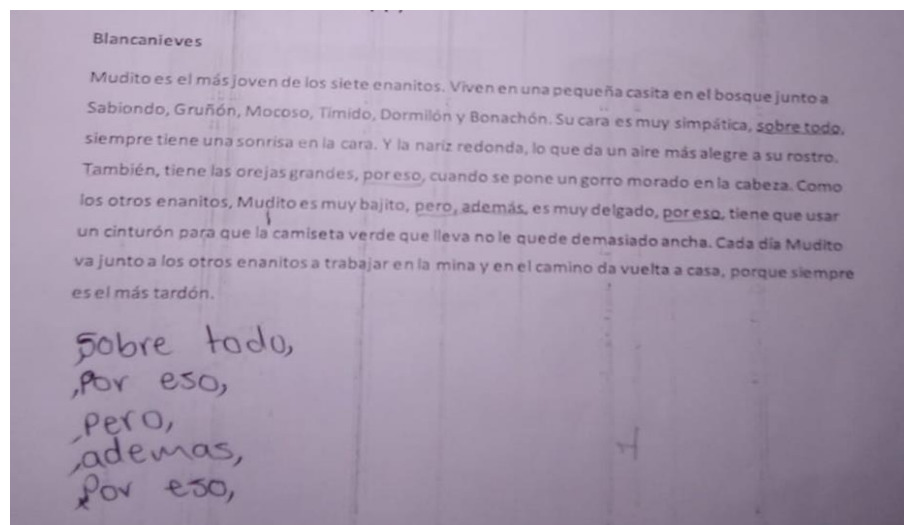 Blancanieves
Mudito es el más joven de los siete enanitos. Viven en una pequeña casita en el bosque junto a
Sabiondo, Gruñón, Mocoso, Tímido, Dormilón y Bonachón. Su cara es muy simpática, sobre todo,
siempre tiene una sonrisa en la cara. Y la nariz redonda, lo que da un aire más alegre a su rostro.
También, tiene las orejas grandes, por eso, cuando se pone un gorro morado en la cabeza. Como
los otros enanitos, Mudito es muy bajito, pero, además, es muy delgado, por eso, tiene que usar
un cinturón para que la camiseta verde que lleva no le quede demasiado ancha. Cada día Mudito
va junto a los otros enanitos a trabajar en la mina y en el camino da vuelta a casa, porque siempre
es el más tardón.
,sobre todo,
,Por eso,
,pero,
,ademas,
,Por eso,